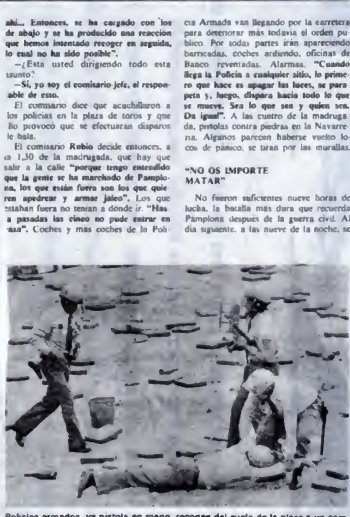 ahí... Entonces, se ha cargado con los
de abajo y se ha producido una reacción
que hemos intentado recoger en seguida,
lo cual no ha sido posible".
—¿Está usted dirigiendo todo esta
asunto?
—Sí, yo soy el comisario jefe, el respon-
able de esto.
El comisario dice que acuchillaron a
los policías en la plaza de toros y que
llo provocó que se efectuaran disparos
de bala.
El comisario Rubio decide entonces, a
la 1,30 de la madrugada, que hay que
salir a la calle "porque tengo entendido
que la gente se ha marchado de Pamplo-
na, los que están fuera son los que quie-
ren apedrear y armar jaleo". Los que
estaban fuera no tenían a dónde ir. "Has-
a pasadas las cinco no pude entrar en
asa". Coches y más coches de la Poli-
cía Armada van llegando por la carretera
para deteriorar más todavía el orden pú-
blico. Por todas partes irán apareciendo
barricadas, coches ardiendo, oficinas de
Banco reventadas. Alarmas. "Cuando
llega la Policía a cualquier sitio, lo prime-
ro que hace es apagar las luces, se para-
peta y, luego, dispara hacia todo lo que
se mueve. Sea lo que sea y quien sea.
Da igual". A las cuatro de la madruga-
da, pistolas contra piedras en la Navarre-
ría. Algunos parecen haberse vuelto lo-
cos de pánico, se tiran por las murallas.
"NO OS IMPORTE
MATAR"
No fueron suficientes nueve horas de
lucha, la batalla más dura que recuerda
Pamplona después de la guerra civil. Al
día siguiente, a las nueve de la noche, se
Policías armados, ya pistola en mano, recogen del suelo de la plaza a un com-